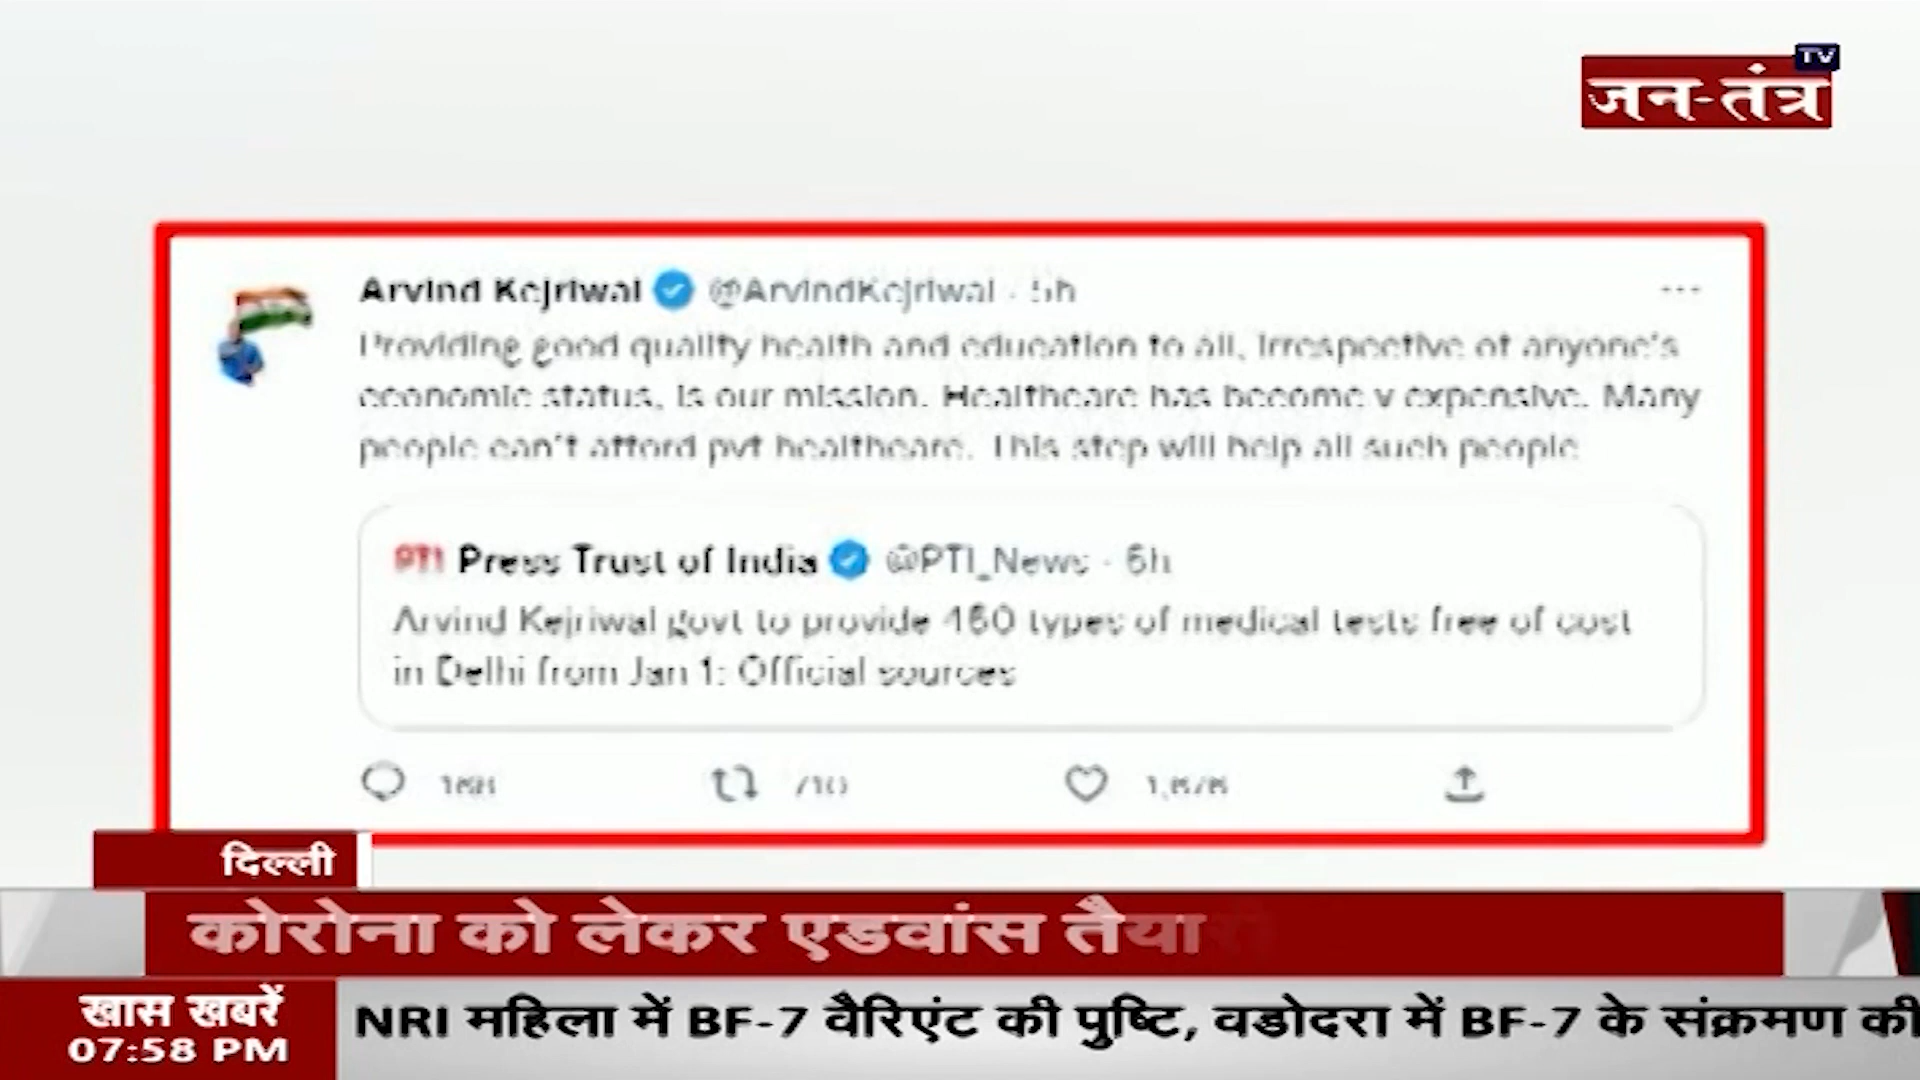 TV
जन-तंत्र
Arvind Kejriwal @ArvindKejriwal · 5h
Providing good quality health and education to all, irrespective of anyone's
economic status, is our mission. Healthcare has become v expensive. Many
people can't afford pvt healthcare. This step will help all such people
PTI Press Trust of India @PTI_News · 6h
Arvind Kejriwal govt to provide 450 types of medical tests free of cost
in Delhi from Jan 1: Official sources
दिल्ली
कोरोना को लेकर एडवांस
खास खबरें
07:58 PM
NRI महिला में BF-7 वैरिएंट की पुष्टि, वडोदरा में BF-7 के संक्रमण की